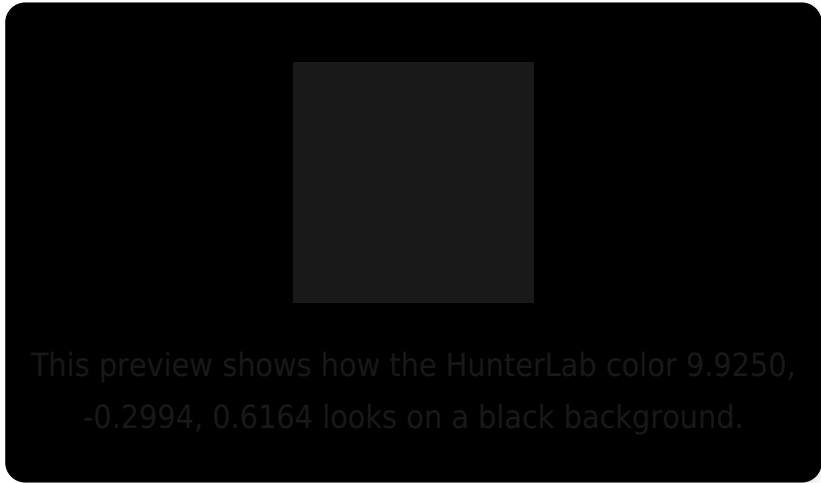 This preview shows how the HunterLab color 9.9250,
-0.2994, 0.6164 looks on a black background.